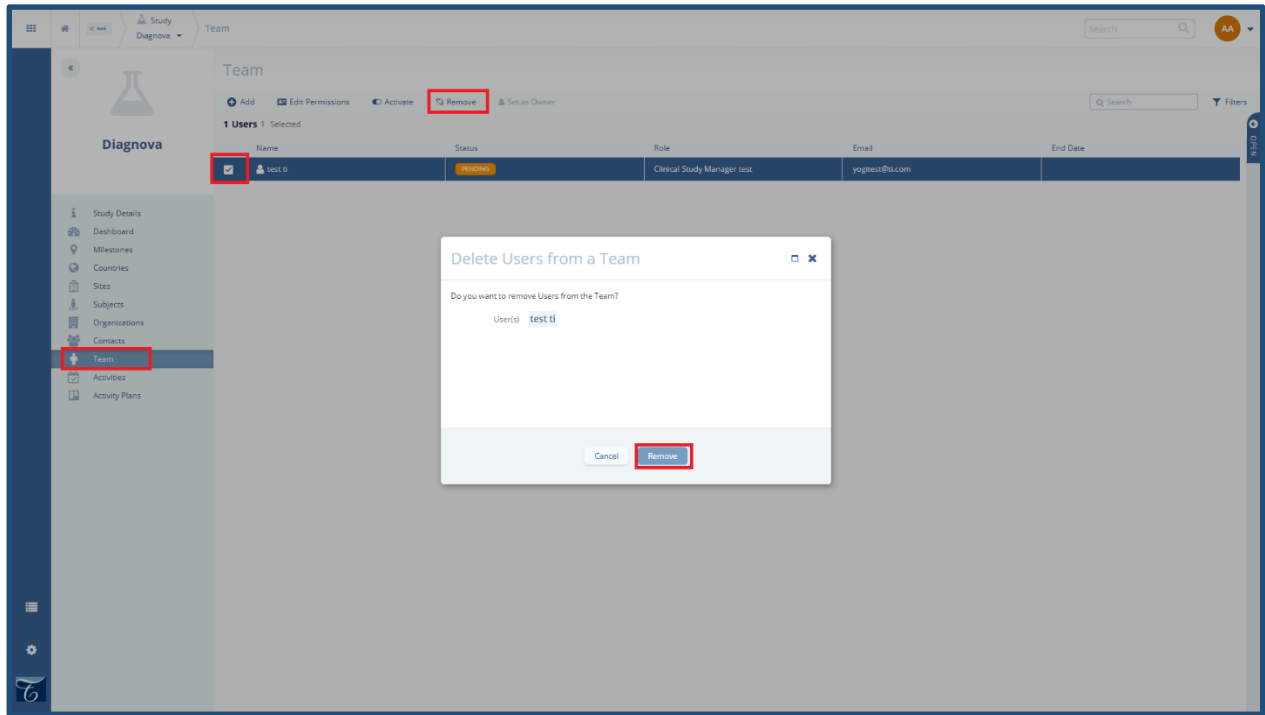 Study
Diagnova
Team
Search
AA
Team
Add Edit Permissions Activate Remove Set as Owner
Search
Filters
1 Users 1 Selected
OPEN
Diagnova
Name Status Role Email End Date
test ti PENDING Clinical Study Manager test yogitest@ti.com
Study Details
Dashboard
Milestones
Countries
Sites
Subjects
Organizations
Contacts
Team
Activities
Activity Plans
Delete Users from a Team
Do you want to remove Users from the Team?
User(s) test ti
Cancel Remove